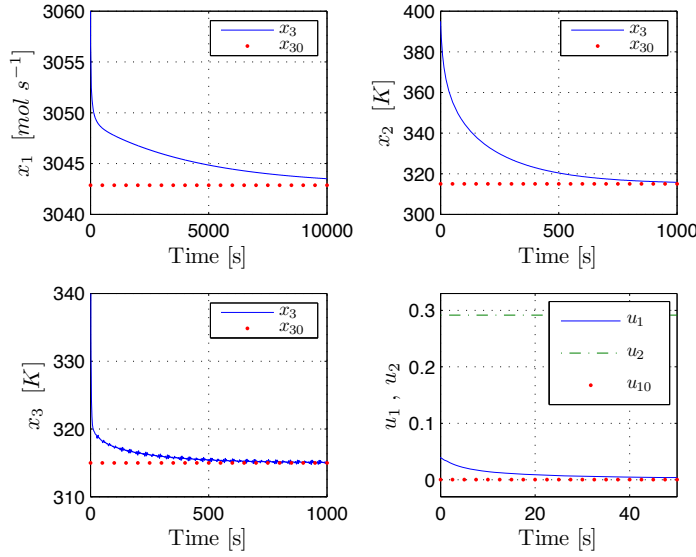 3060
3055
3050
3045
3040
x₁ [mol s⁻¹]
x₃
x₃₀
0
5000
10000
Time [s]
400
380
360
340
320
300
x₂ [K]
x₃
x₃₀
0
500
1000
Time [s]
340
330
320
310
x₃ [K]
x₃
x₃₀
0
500
1000
Time [s]
0.3
0.2
0.1
0
u₁ , u₂
u₁
u₂
u₁₀
0
20
40
Time [s]